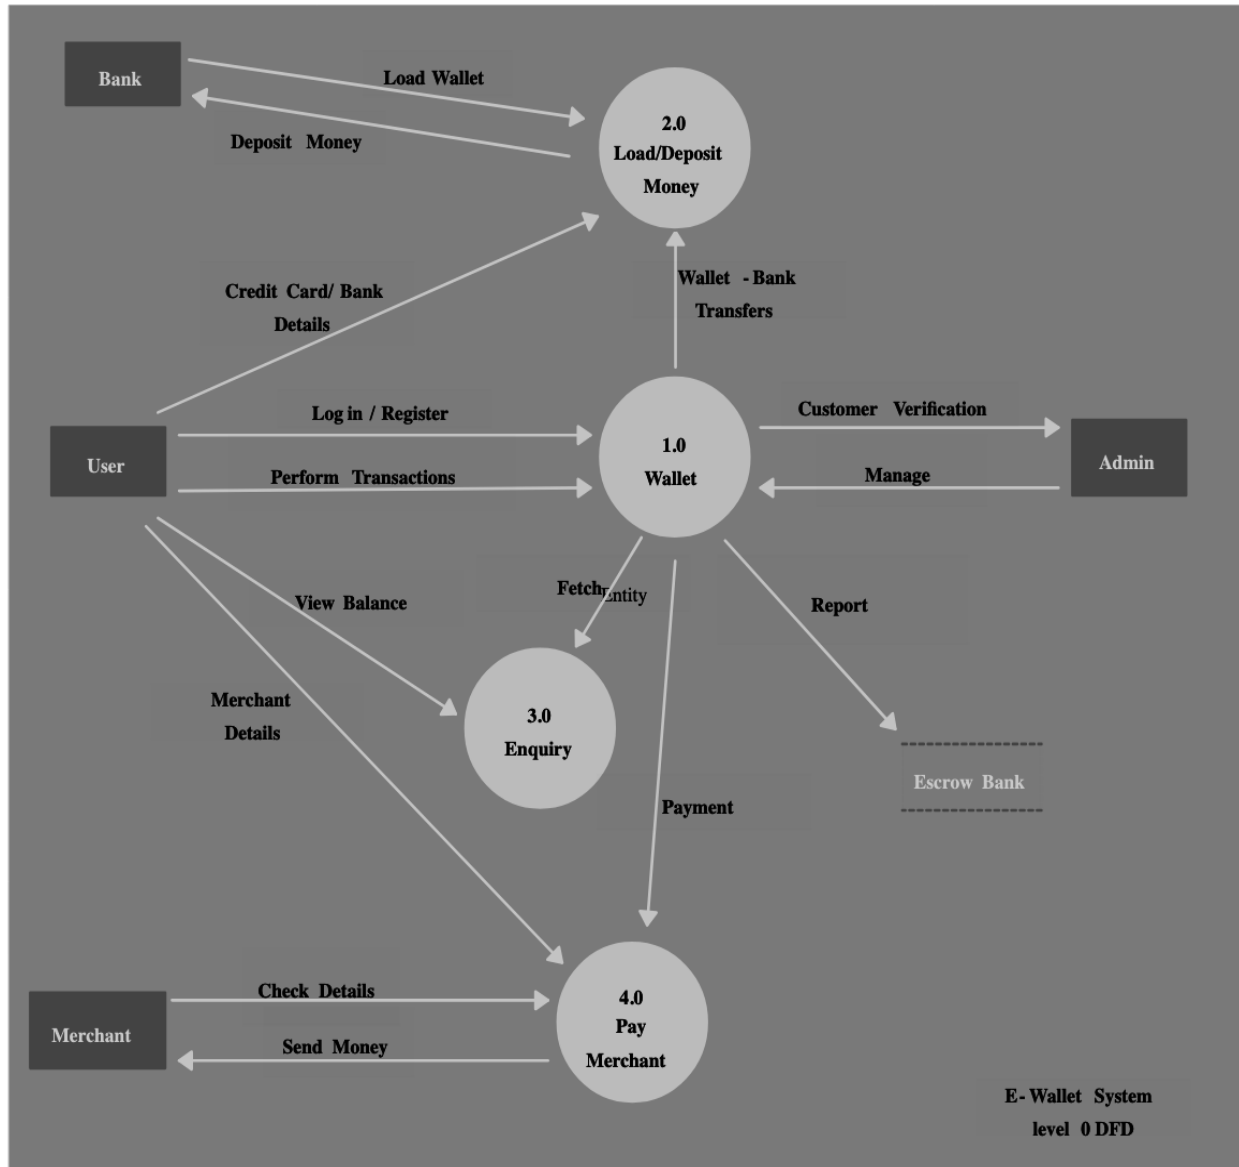 Bank
Load Wallet
Deposit Money
2.0
Load/Deposit
Money
Credit Card/ Bank
Details
Wallet - Bank
Transfers
Log in / Register
Customer Verification
User
Perform Transactions
1.0
Wallet
Manage
Admin
View Balance
Fetch
Entity
Report
Merchant
Details
3.0
Enquiry
Escrow Bank
Payment
Merchant
Check Details
Send Money
4.0
Pay
Merchant
E- Wallet System
level 0 DFD